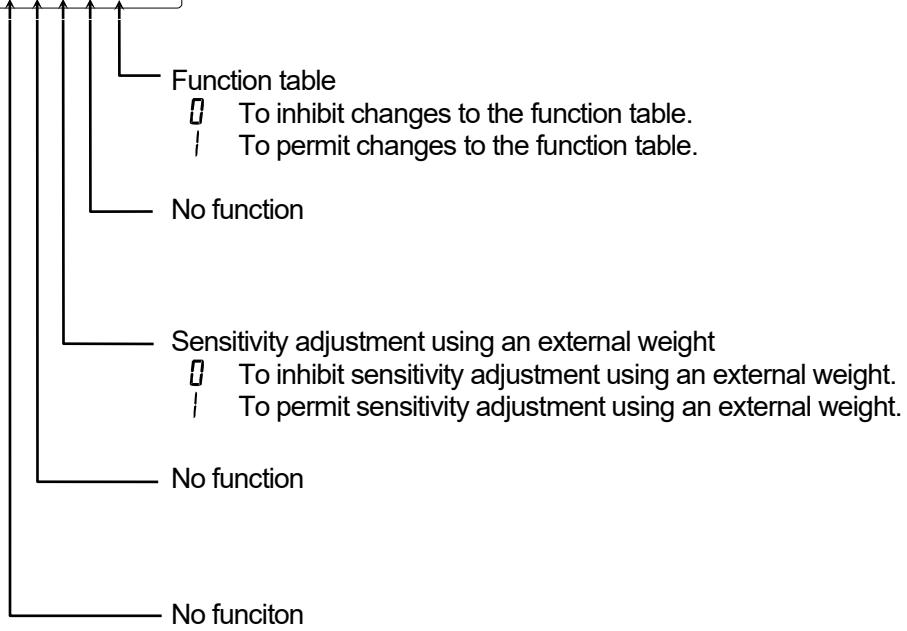 Function table
0 To inhibit changes to the function table.
1 To permit changes to the function table.
No function
Sensitivity adjustment using an external weight
0 To inhibit sensitivity adjustment using an external weight.
1 To permit sensitivity adjustment using an external weight.
No function
No funciton